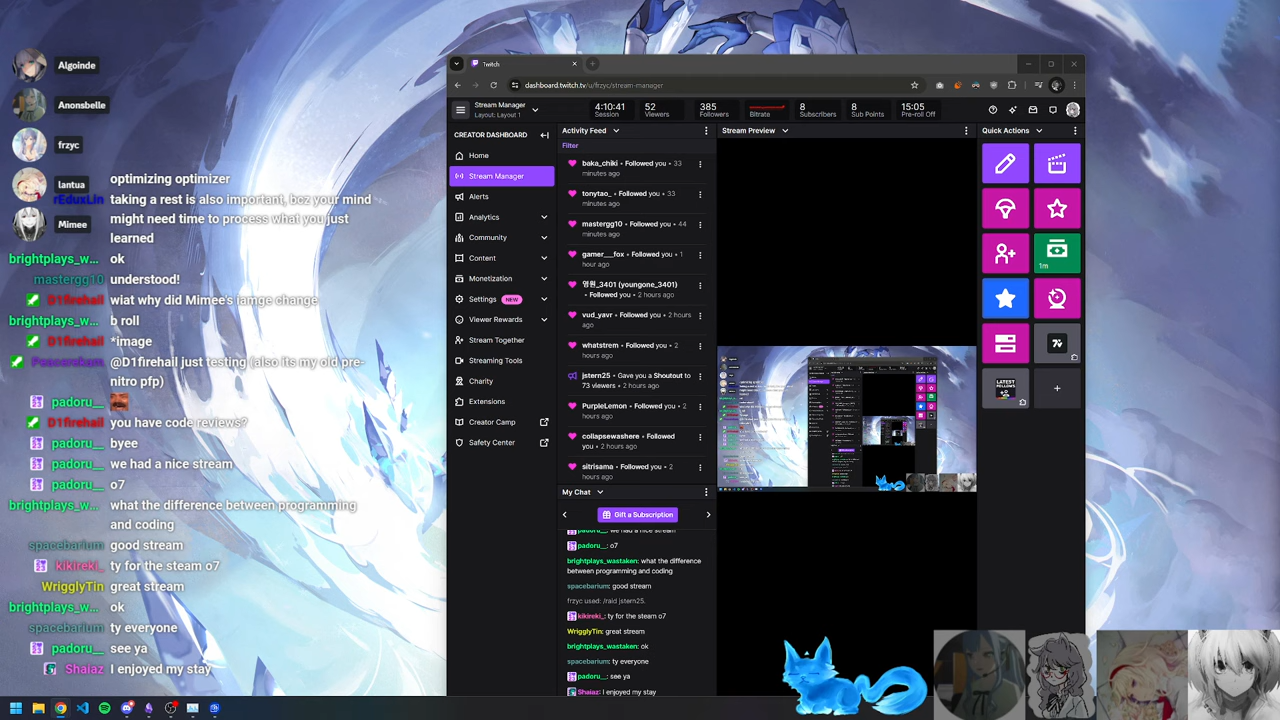 Algoinde
Anonsbelle
frzyc
lantua
Mimee
optimizing optimizer
rEduxLin taking a rest is also important, bcz your mind
might need time to process what you just
learned
brightplays_w... ok
mastergg10 understood!
D1firehail wiat why did Mimee's iamge change
brightplays_w... b roll
D1firehail *image
@D1firehail just testing (also its my old pre-
nitro pfp)
padoru__
D1firehail you have code reviews?
padoru__ byee
padoru__ we had a nice stream
padoru__ o7
brightplays_w... what the difference between programming
and coding
spacebarium good stream
kikireki_ ty for the steam o7
WrigglyTin great stream
brightplays_w... ok
spacebarium ty everyone
padoru__ see ya
Shaiaz I enjoyed my stay
Twitch
dashboard.twitch.tv/u/frzyc/stream-manager
Stream Manager
Layout: Layout 1
4:10:41
Session
52
Viewers
385
Followers
Bitrate
8
Subscribers
8
Sub Points
15:05
Pre-roll Off
CREATOR DASHBOARD
Home
Stream Manager
Alerts
Analytics
Community
Content
Monetization
Settings NEW
Viewer Rewards
Stream Together
Streaming Tools
Charity
Extensions
Creator Camp
Safety Center
Activity Feed
Filter
baka_chiki • Followed you • 33
minutes ago
tonytao_ • Followed you • 33
minutes ago
mastergg10 • Followed you • 44
minutes ago
gamer___fox • Followed you • 1
hour ago
영원_3401 (youngone_3401)
• Followed you • 2 hours ago
vud_yavr • Followed you • 2 hours
ago
whatstrem • Followed you • 2
hours ago
jstern25 • Gave you a Shoutout to
73 viewers • 2 hours ago
PurpleLemon • Followed you • 2
hours ago
collapsewashere • Followed
you • 2 hours ago
sitrisama • Followed you • 2
hours ago
My Chat
Gift a Subscription
padoru__: we had a nice stream
padoru__: o7
brightplays_wastaken: what the difference
between programming and coding
spacebarium: good stream
frzyc used: /raid jstern25.
kikireki_: ty for the steam o7
WrigglyTin: great stream
brightplays_wastaken: ok
spacebarium: ty everyone
padoru__: see ya
Shaiaz: I enjoyed my stay
Stream Preview
Quick Actions
1m
LATEST
FOLLOWER